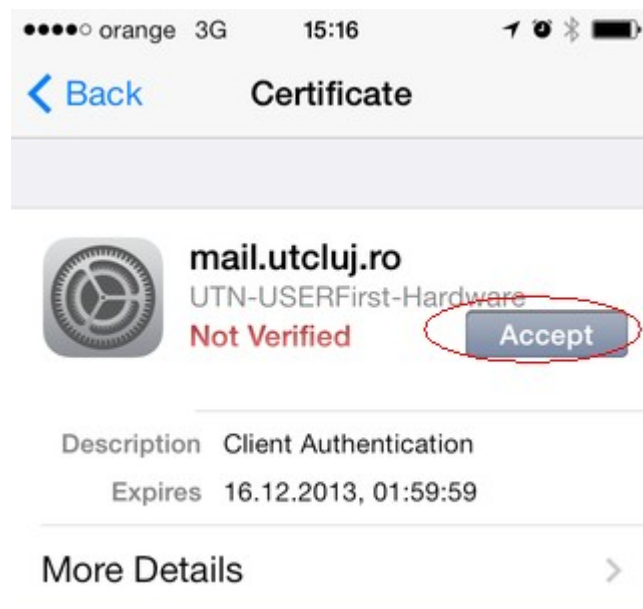 orange 3G 15:16
Back Certificate
mail.utcluj.ro
UTN-USERFirst-Hardware
Not Verified Accept
Description Client Authentication
Expires 16.12.2013, 01:59:59
More Details